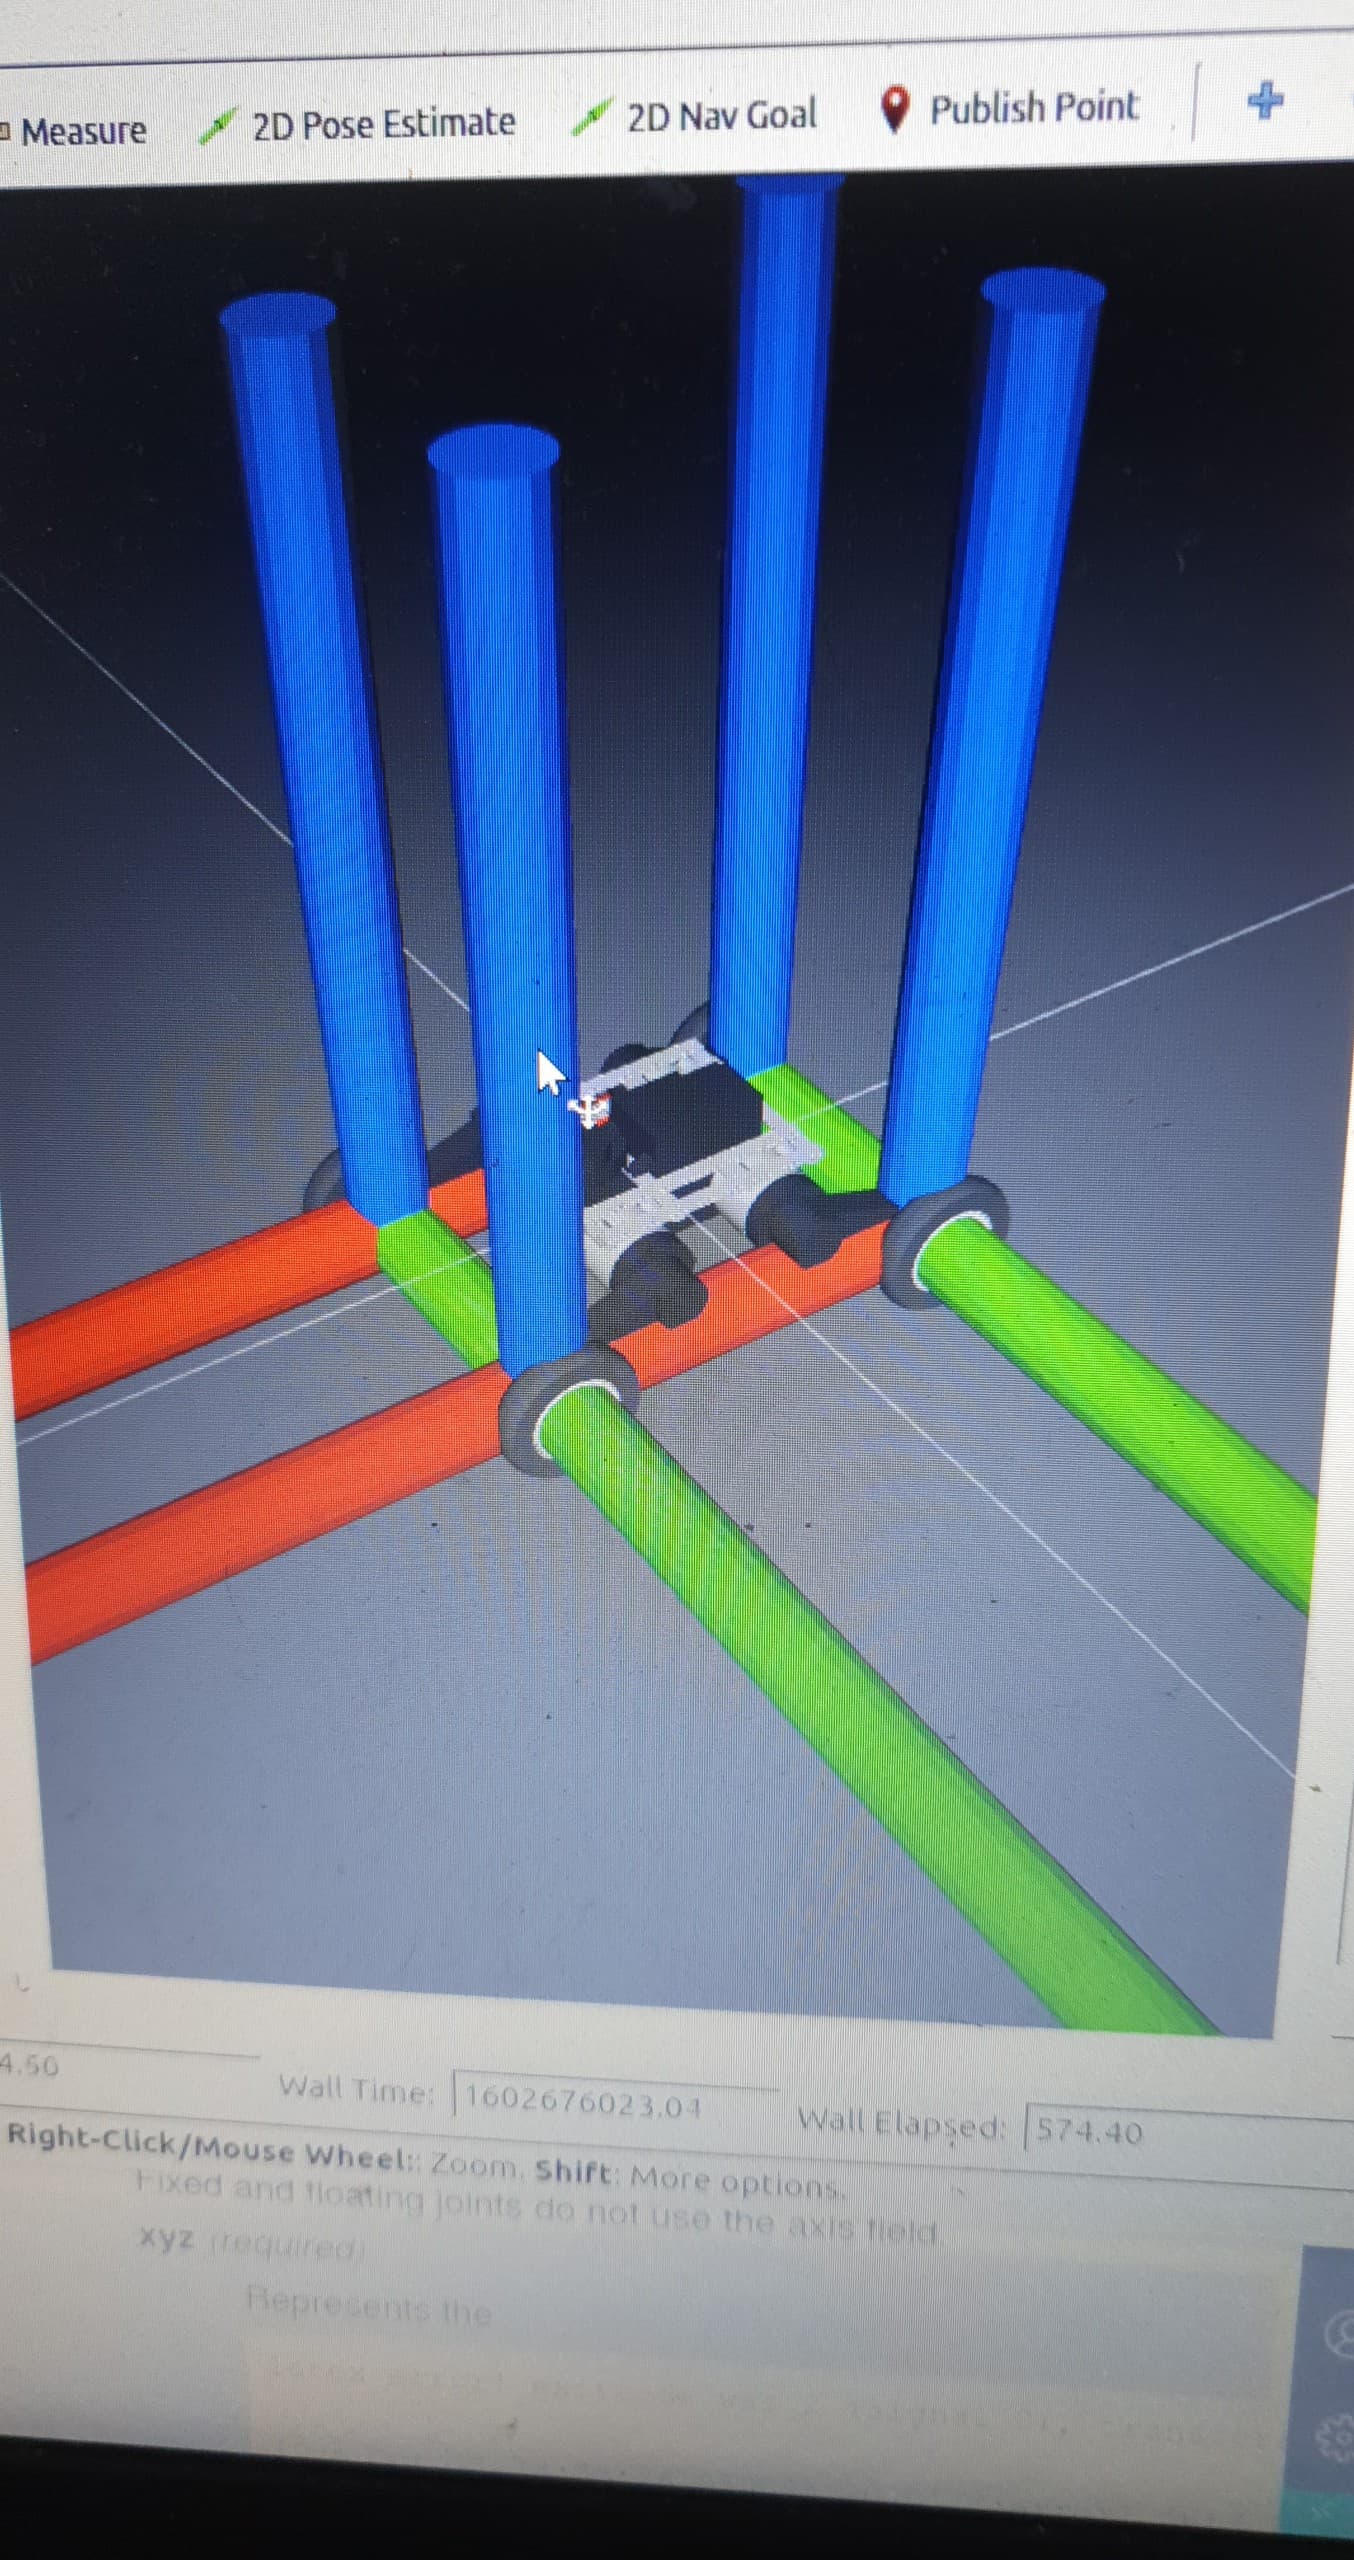 Measure 2D Pose Estimate 2D Nav Goal Publish Point
4.50 Wall Time: 1602676023.04 Wall Elapsed: 574.40
Right-Click/Mouse Wheel:: Zoom. Shift: More options.
Fixed and floating joints do not use the axis field.
xyz (required)
Represents the